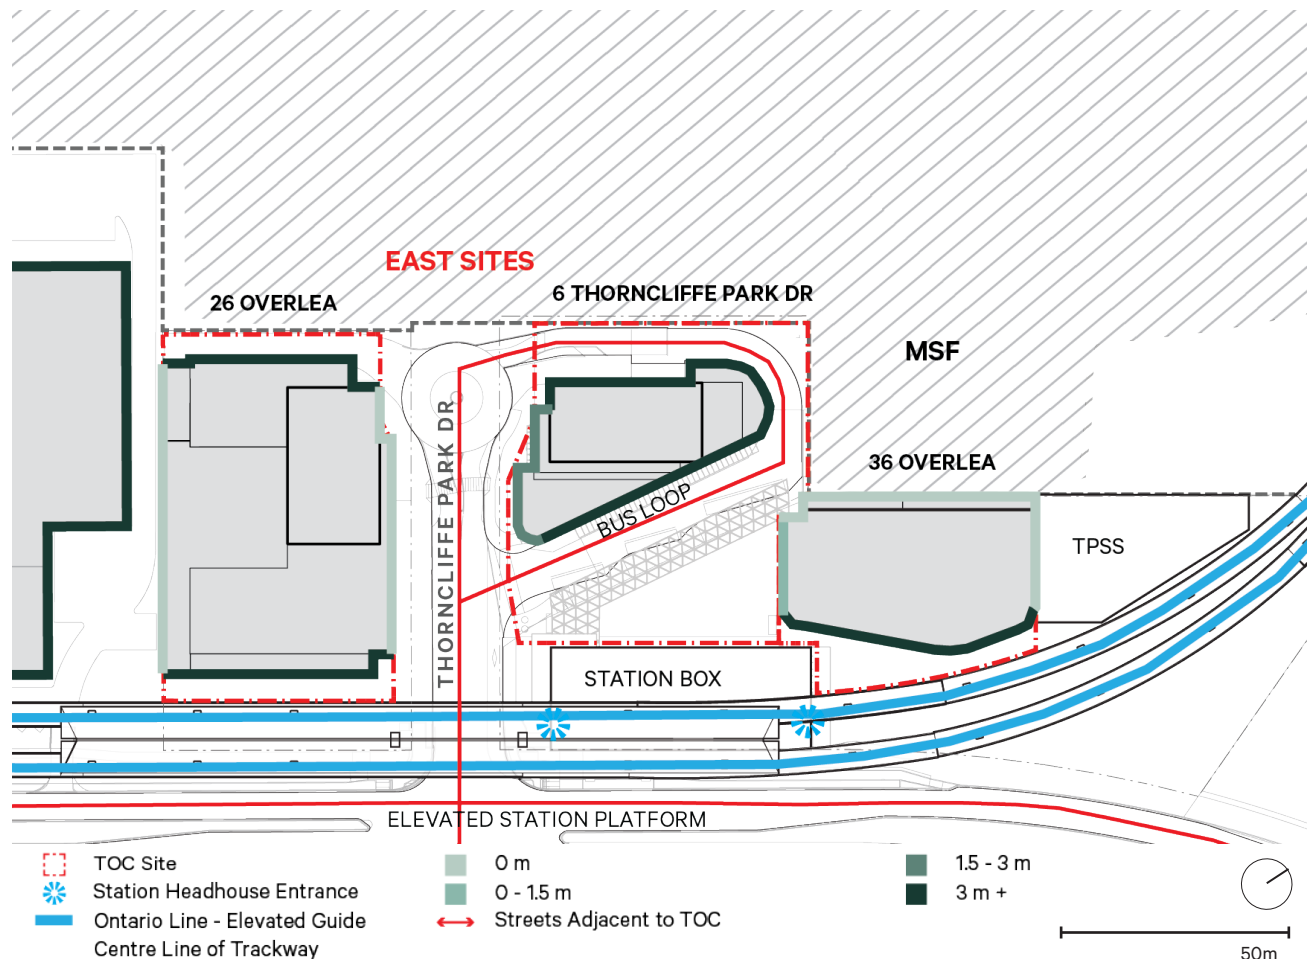 EAST SITES
26 OVERLEA
6 THORNCLIFFE PARK DR
MSF
36 OVERLEA
THORNCLIFFE PARK DR
BUS LOOP
TPSS
STATION BOX
ELEVATED STATION PLATFORM
TOC Site
Station Headhouse Entrance
Ontario Line - Elevated Guide
Centre Line of Trackway
0 m
0 - 1.5 m
Streets Adjacent to TOC
1.5 - 3 m
3 m +
50m